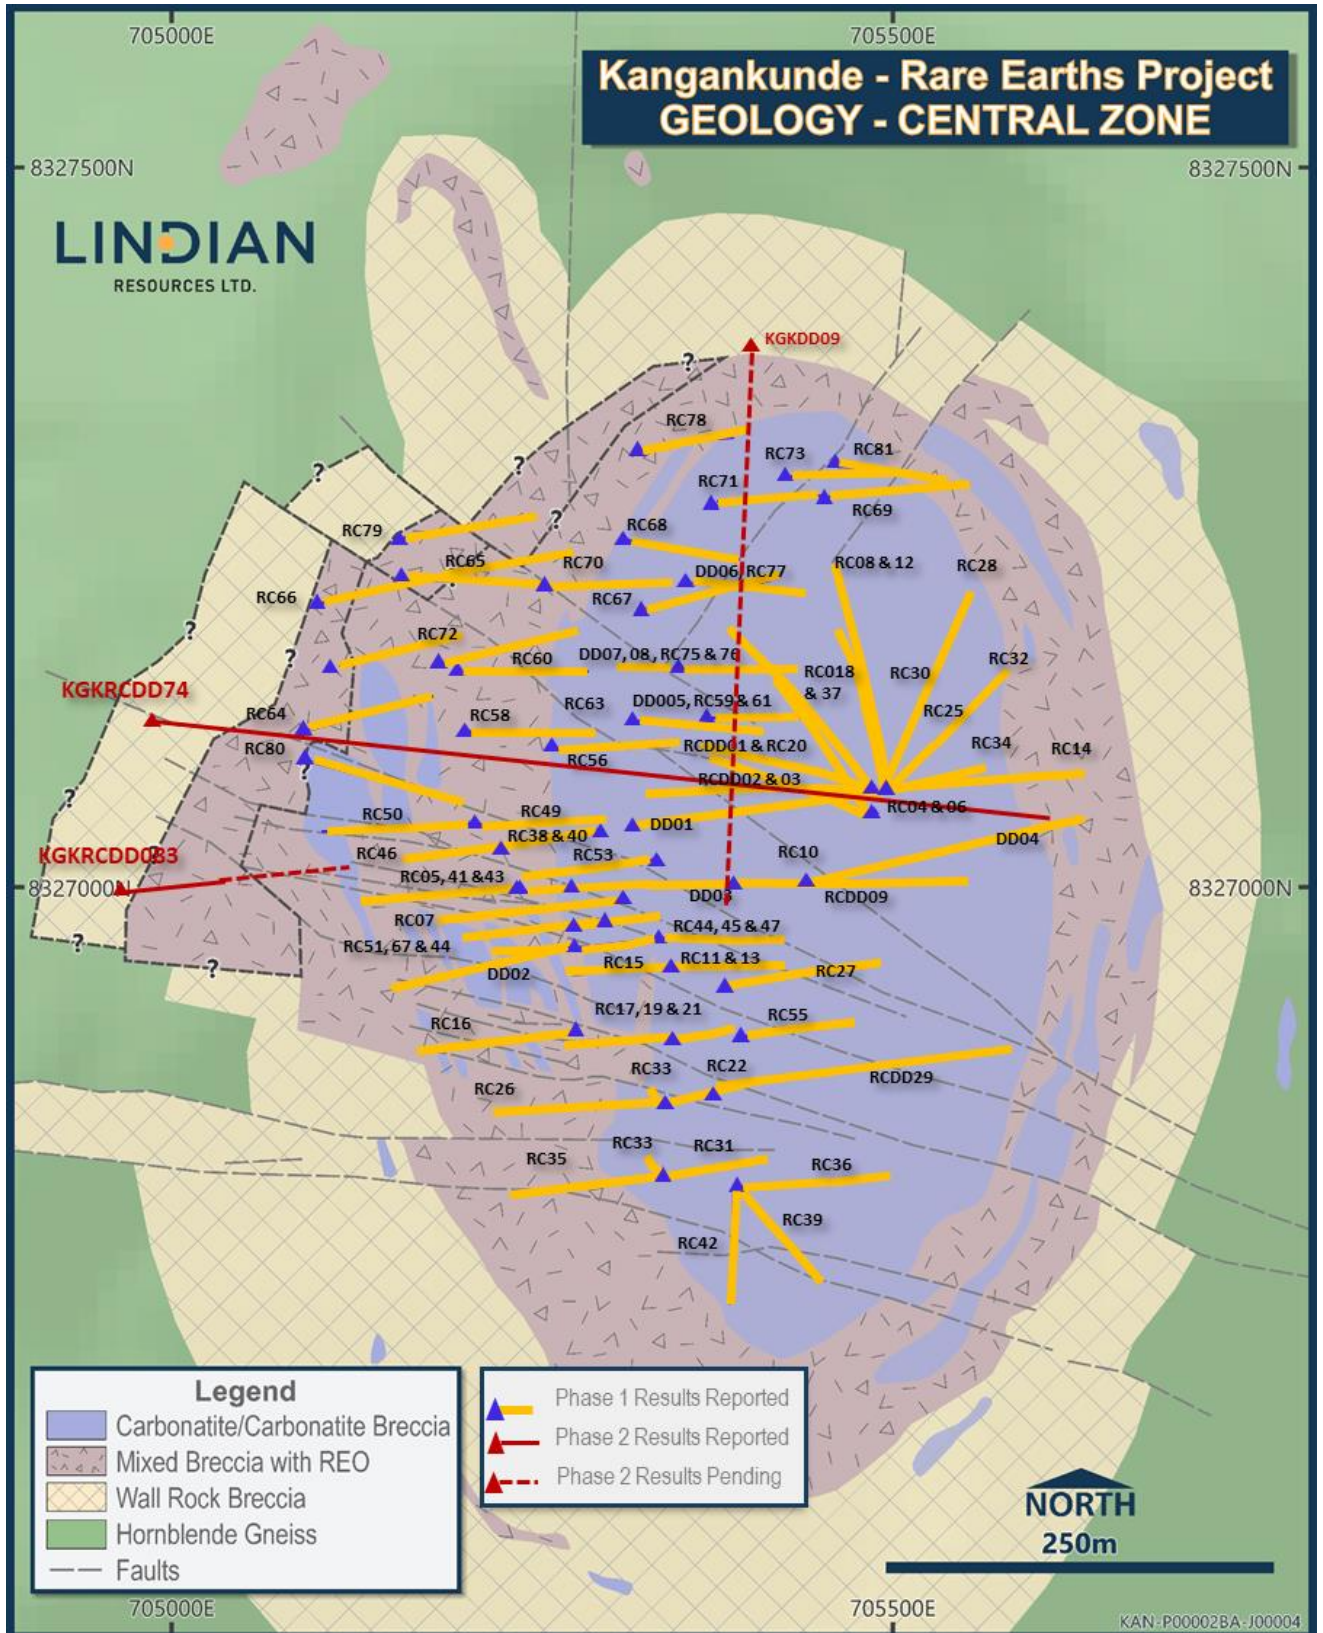 705000E
705500E
Kangankunde - Rare Earths Project
GEOLOGY - CENTRAL ZONE
8327500N
8327500N
LINDIAN
RESOURCES LTD.
KGKDD09
?
RC78
RC73
RC81
?
?
RC71
RC69
RC79
?
RC68
RC65
RC70
DD06
RC77
RC08 & 12
RC28
?
RC66
RC67
?
RC72
?
RC60
DD07, 08, RC75 & 76
RC018
& 37
RC30
RC32
KGKRCDD74
RC64
RC58
RC63
DD005, RC59 & 61
RC25
RC80
RC56
RCDD01 & RC20
RC34
RC14
?
RCDD02 & 03
?
RC50
RC49
RC04 & 06
RC38 & 40
DD01
DD04
KGKRCDD083
?
RC46
RC53
RC10
RC05, 41 & 43
8327000N
DD03
RCDD09
8327000N
RC07
RC44, 45 & 47
?
RC51, 67 & 44
DD02
RC15
RC11 & 13
RC27
?
RC17, 19 & 21
RC16
RC55
RC33
RC22
RCDD29
RC26
RC33
RC31
RC35
RC36
RC39
RC42
Legend
Carbonatite/Carbonatite Breccia
Mixed Breccia with REO
Wall Rock Breccia
Hornblende Gneiss
Faults
Phase 1 Results Reported
Phase 2 Results Reported
Phase 2 Results Pending
NORTH
250m
705000E
705500E
KAN-P00002BA-J00004